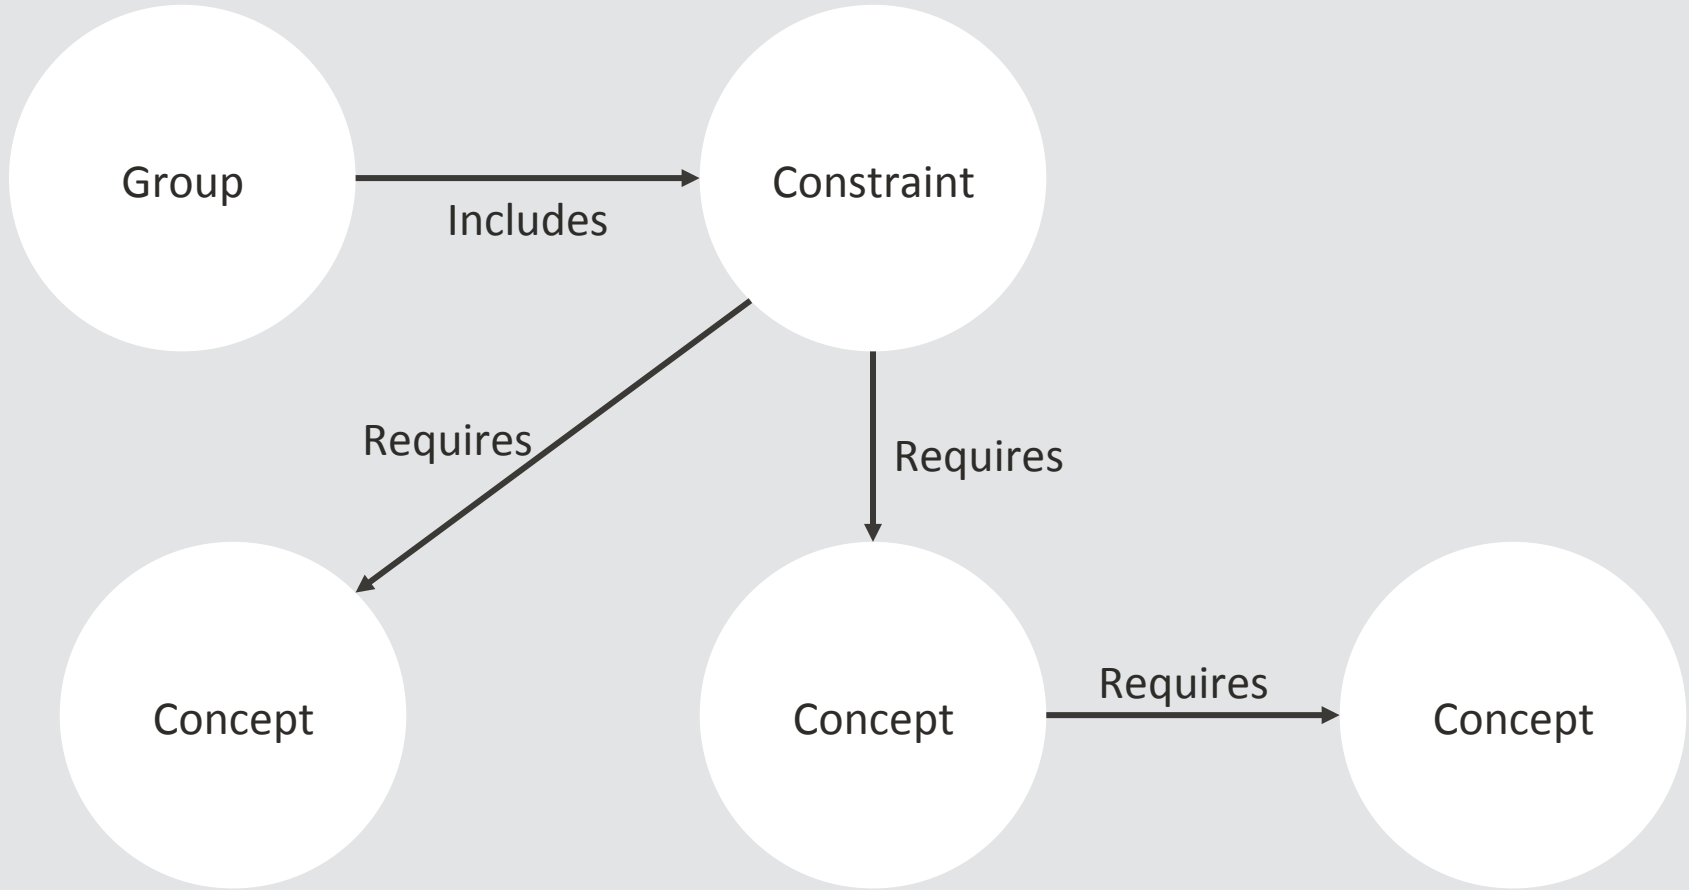 Group
Includes
Constraint
Requires
Requires
Concept
Concept
Requires
Concept